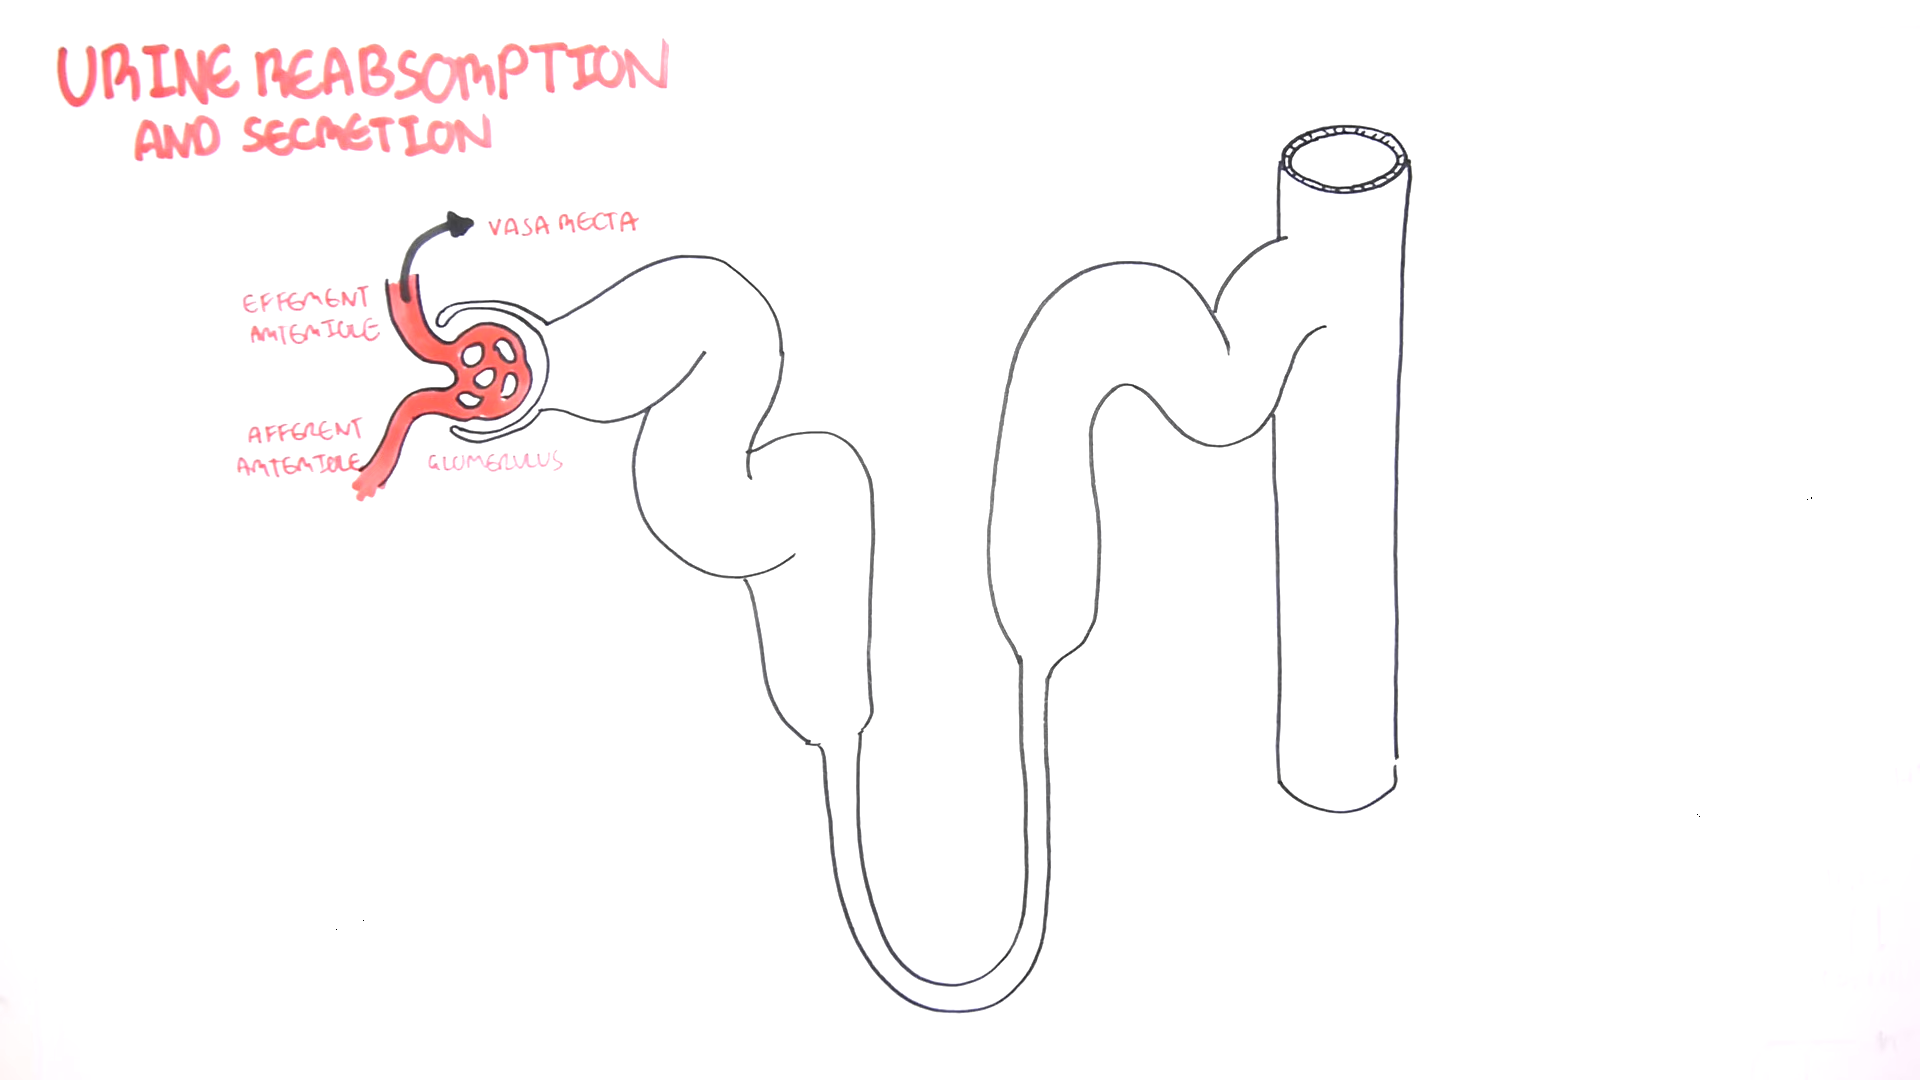 URINE REABSORPTION
AND SECRETION
VASA RECTA
EFFERENT
ARTERIOLE
AFFERENT
ARTERIOLE
GLOMERULUS